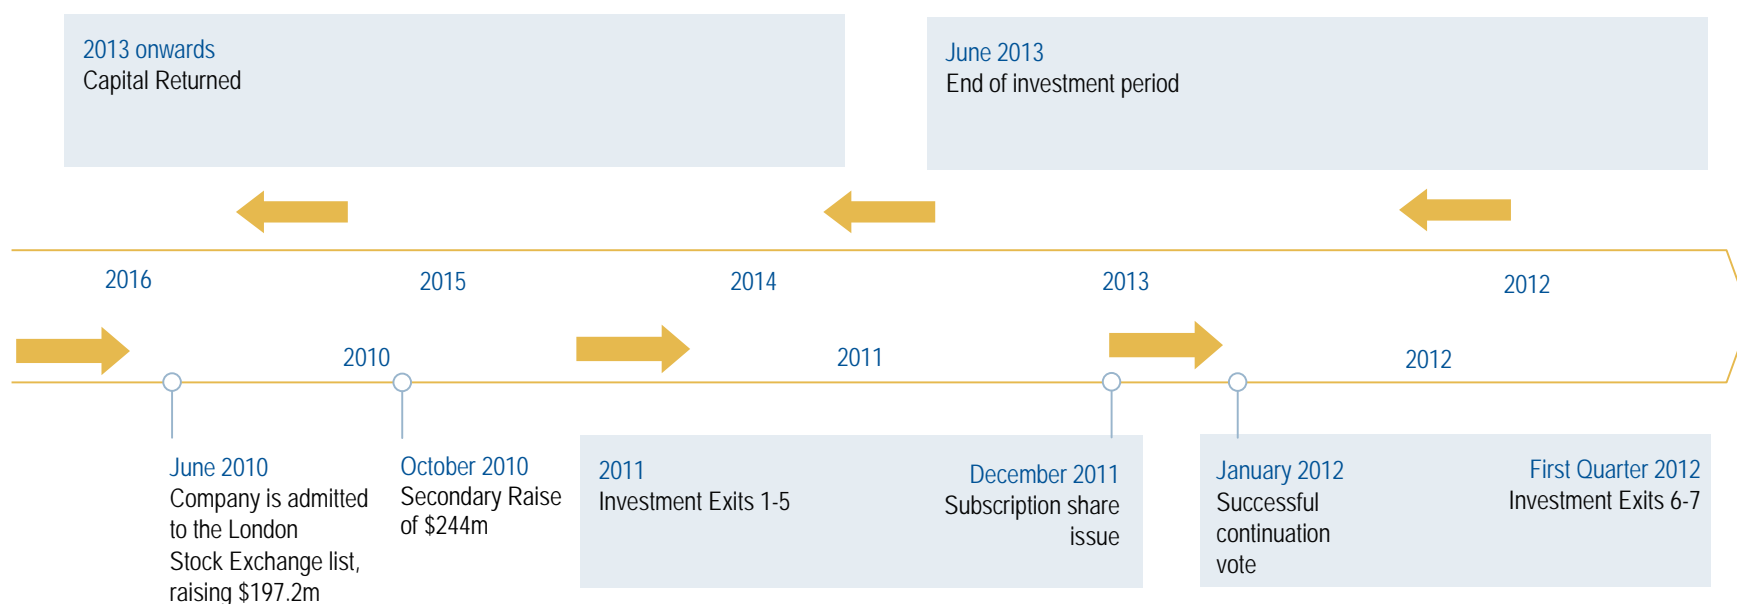 2013 onwards
Capital Returned
June 2013
End of investment period
2016
2015
2014
2013
2012
2010
2011
2012
June 2010
Company is admitted
to the London
Stock Exchange list,
raising $197.2m
October 2010
Secondary Raise
of $244m
2011
Investment Exits 1-5
December 2011
Subscription share
issue
January 2012
Successful
continuation
vote
First Quarter 2012
Investment Exits 6-7